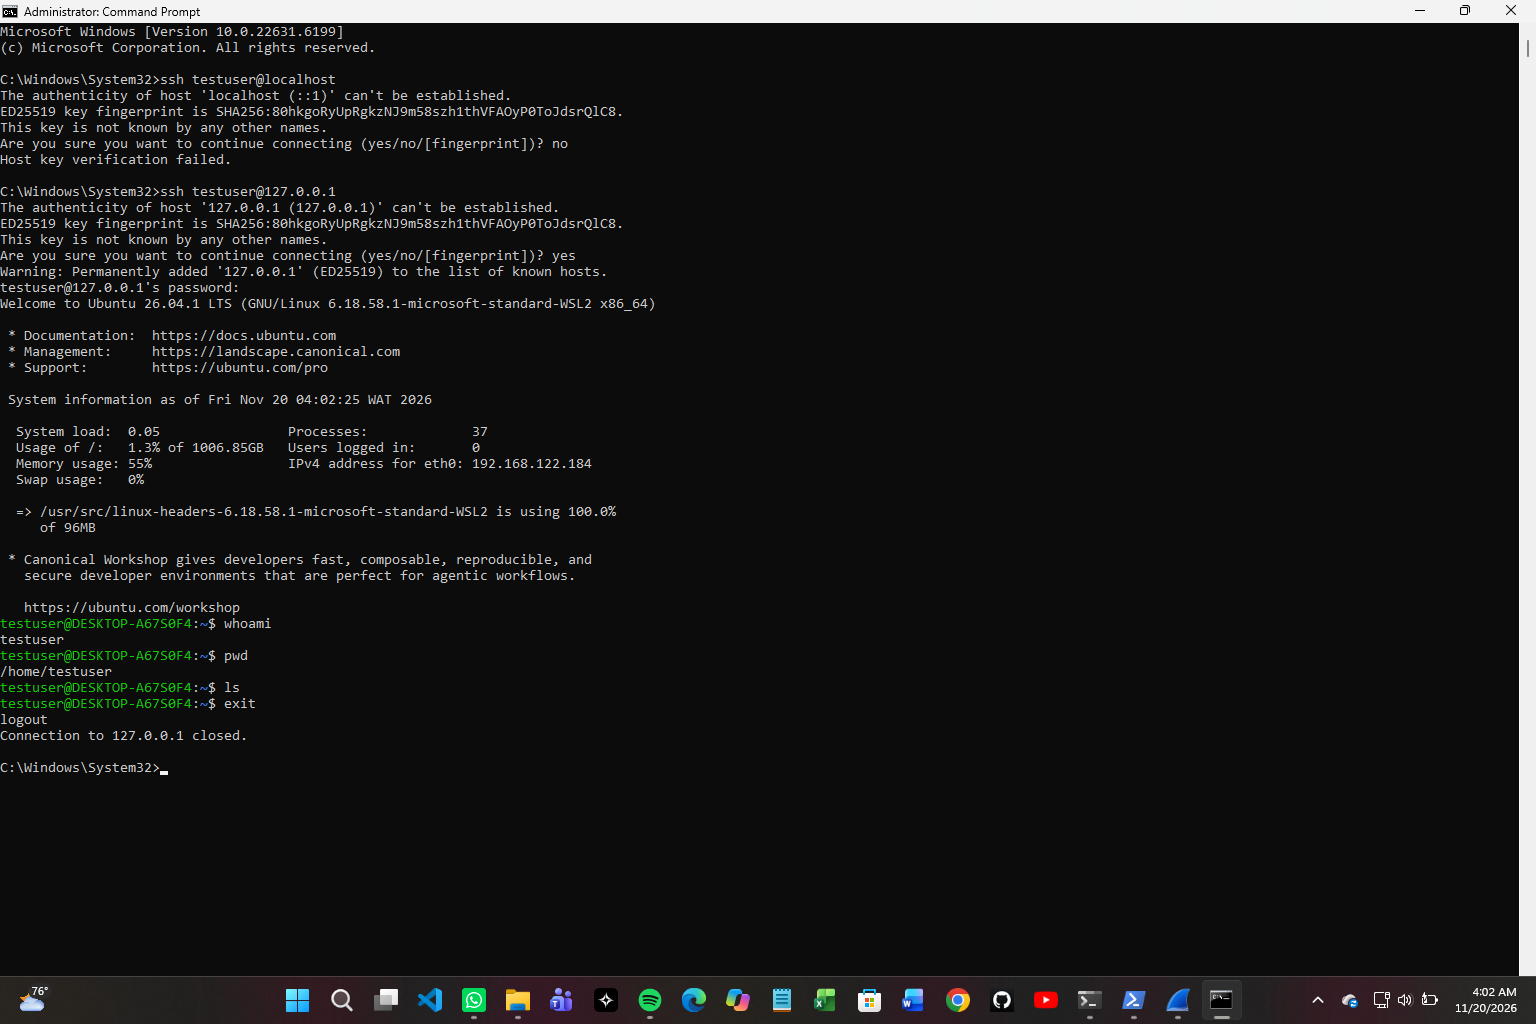 Administrator: Command Prompt
Microsoft Windows [Version 10.0.22631.6199]
(c) Microsoft Corporation. All rights reserved.
C:\Windows\System32>ssh testuser@localhost
The authenticity of host 'localhost (::1)' can't be established.
ED25519 key fingerprint is SHA256:80hkgoRyUpRgkzNJ9m58szh1thVFAOyP0ToJdsrQlC8.
This key is not known by any other names.
Are you sure you want to continue connecting (yes/no/[fingerprint])? no
Host key verification failed.
C:\Windows\System32>ssh testuser@127.0.0.1
The authenticity of host '127.0.0.1 (127.0.0.1)' can't be established.
ED25519 key fingerprint is SHA256:80hkgoRyUpRgkzNJ9m58szh1thVFAOyP0ToJdsrQlC8.
This key is not known by any other names.
Are you sure you want to continue connecting (yes/no/[fingerprint])? yes
Warning: Permanently added '127.0.0.1' (ED25519) to the list of known hosts.
testuser@127.0.0.1's password:
Welcome to Ubuntu 26.04.1 LTS (GNU/Linux 6.18.58.1-microsoft-standard-WSL2 x86_64)
* Documentation:  https://docs.ubuntu.com
* Management:     https://landscape.canonical.com
* Support:        https://ubuntu.com/pro
System information as of Fri Nov 20 04:02:25 WAT 2026
System load:  0.05                Processes:             37
Usage of /:   1.3% of 1006.85GB   Users logged in:       0
Memory usage: 55%                 IPv4 address for eth0: 192.168.122.184
Swap usage:   0%
=> /usr/src/linux-headers-6.18.58.1-microsoft-standard-WSL2 is using 100.0%
of 96MB
* Canonical Workshop gives developers fast, composable, reproducible, and
secure developer environments that are perfect for agentic workflows.
https://ubuntu.com/workshop
testuser@DESKTOP-A67S0F4:~$ whoami
testuser
testuser@DESKTOP-A67S0F4:~$ pwd
/home/testuser
testuser@DESKTOP-A67S0F4:~$ ls
testuser@DESKTOP-A67S0F4:~$ exit
logout
Connection to 127.0.0.1 closed.
C:\Windows\System32>
76°
4:02 AM
11/20/2026